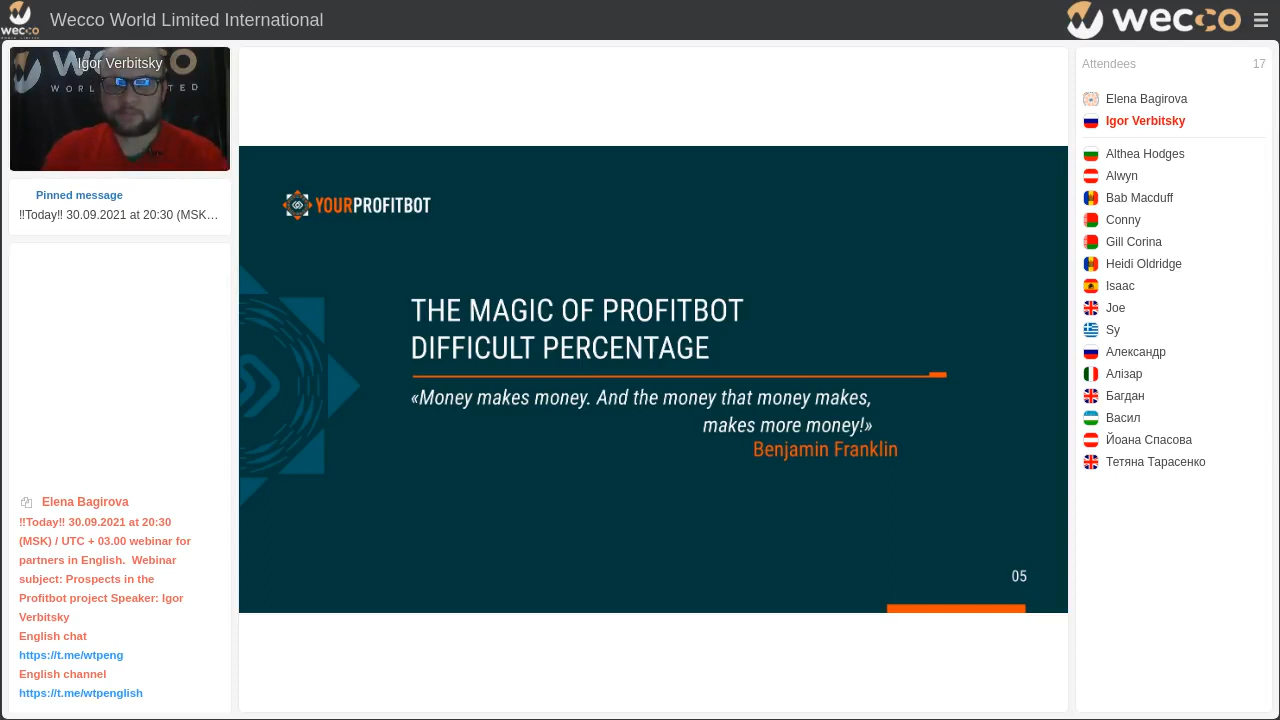 wecco
Wecco World Limited International
wecco
Igor Verbitsky
WORLD LIMITED
Pinned message
‼Today‼ 30.09.2021 at 20:30 (MSK…
Elena Bagirova
‼Today‼ 30.09.2021 at 20:30
(MSK) / UTC + 03.00 webinar for
partners in English.  Webinar
subject: Prospects in the
Profitbot project Speaker: Igor
Verbitsky
English chat
https://t.me/wtpeng
English channel
https://t.me/wtpenglish
YOURPROFITBOT
THE MAGIC OF PROFITBOT
DIFFICULT PERCENTAGE
«Money makes money. And the money that money makes,
makes more money!»
Benjamin Franklin
05
Attendees 17
Elena Bagirova
Igor Verbitsky
Althea Hodges
Alwyn
Bab Macduff
Conny
Gill Corina
Heidi Oldridge
Isaac
Joe
Sy
Александр
Алізар
Багдан
Васил
Йоана Спасова
Тетяна Тарасенко